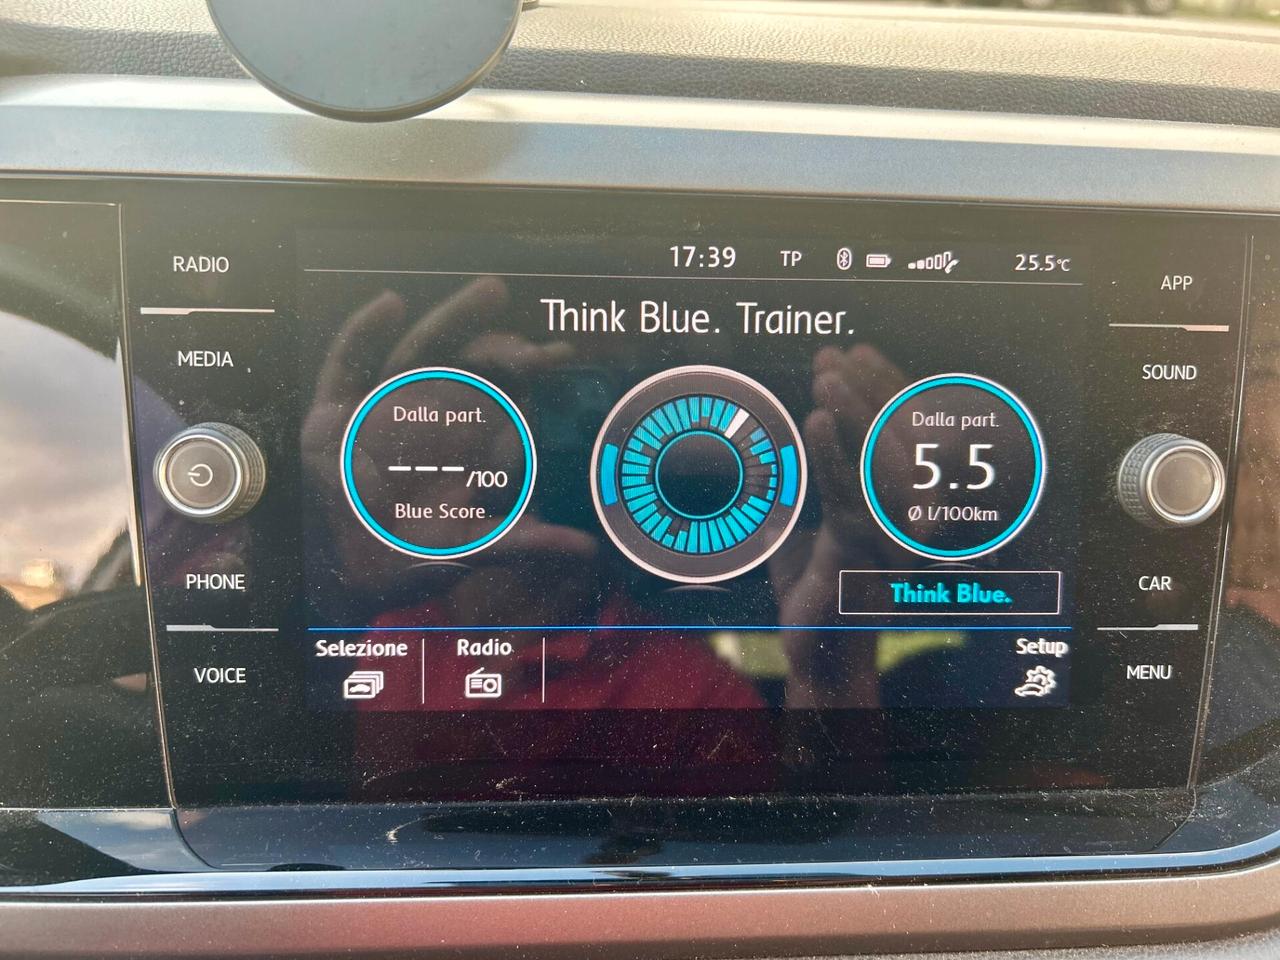 RADIO
MEDIA
PHONE
VOICE
17:39 TP 25.5°C
Think Blue. Trainer.
Dalla part.
---/100
Blue Score.
Dalla part.
5.5
Ø l/100km
Think Blue.
Selezione
Radio
Setup
APP
SOUND
CAR
MENU